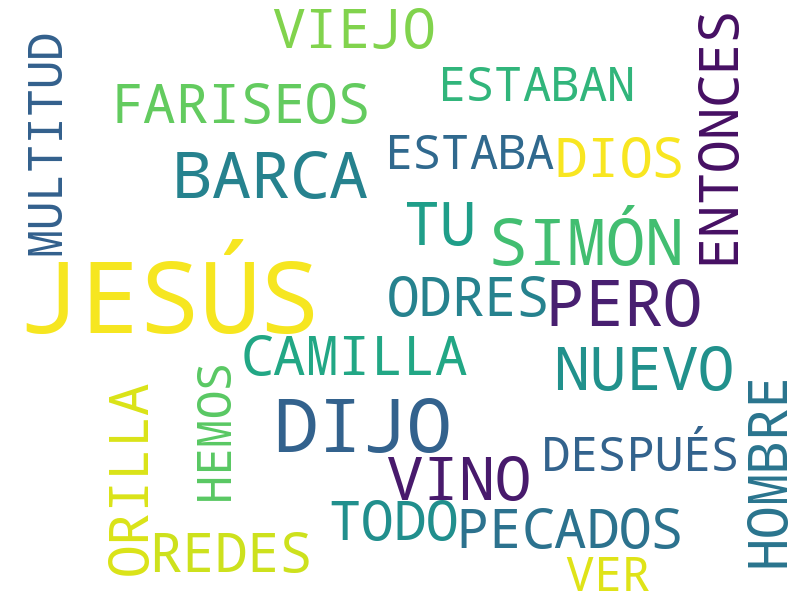 VIEJO
MULTITUD
ENTONCES
ESTABAN
FARISEOS
ESTABA
DIOS
BARCA
TU
SIMÓN
JESÚS
ODRES
PERO
CAMILLA
NUEVO
HEMOS
ORILLA
HOMBRE
DIJO
DESPUÉS
VINO
TODO
PECADOS
REDES
VER